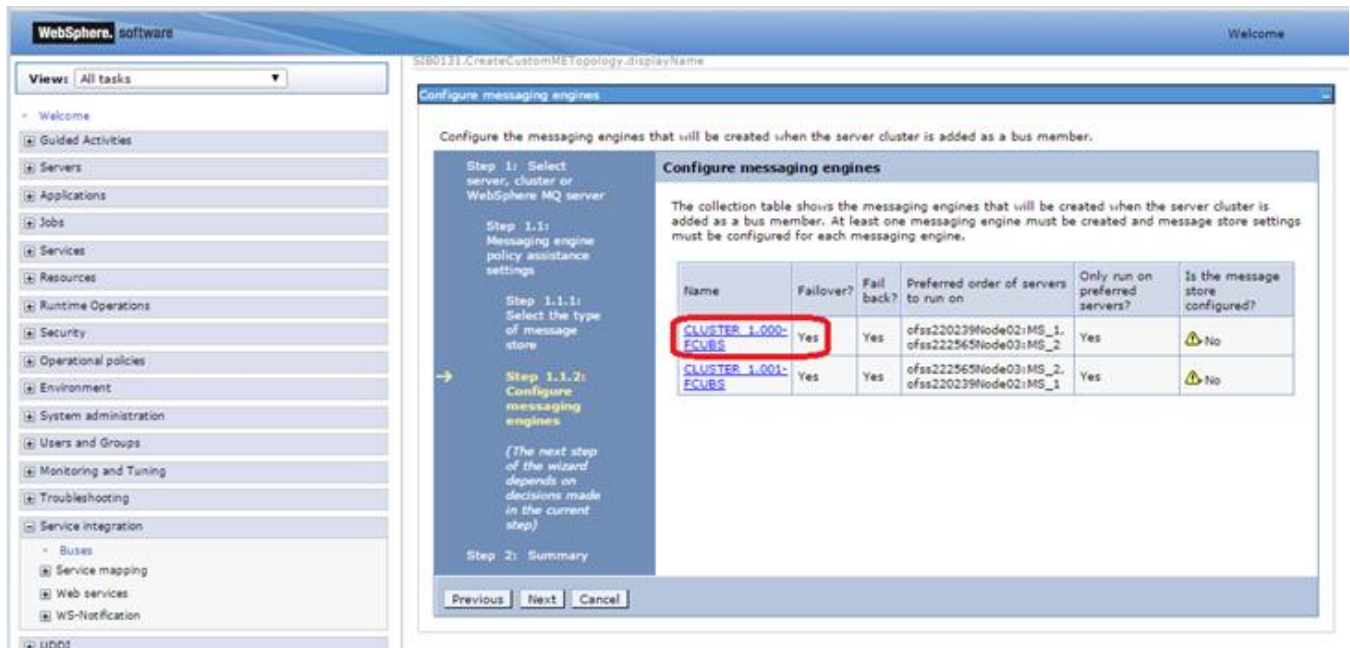 WebSphere. software
Welcome
View: All tasks
Welcome
Guided Activities
Servers
Applications
Jobs
Services
Resources
Runtime Operations
Security
Operational policies
Environment
System administration
Users and Groups
Monitoring and Tuning
Troubleshooting
Service integration
Buses
Service mapping
Web services
WS-Notification
UDDI
SIB0131.CreateCustomMETopology.displayName
Configure messaging engines
Configure the messaging engines that will be created when the server cluster is added as a bus member.
Step 1: Select
server, cluster or
WebSphere MQ server
Step 1.1:
Messaging engine
policy assistance
settings
Step 1.1.1:
Select the type
of message
store
Step 1.1.2:
Configure
messaging
engines
(The next step
of the wizard
depends on
decisions made
in the current
step)
Step 2: Summary
Configure messaging engines
The collection table shows the messaging engines that will be created when the server cluster is
added as a bus member. At least one messaging engine must be created and message store settings
must be configured for each messaging engine.
Name
Failover?
Fail
back?
Preferred order of servers
to run on
Only run on
preferred
servers?
Is the message
store
configured?
CLUSTER_1.000-
FCUBS
Yes
Yes
ofss220239Node02:MS_1,
ofss222565Node03:MS_2
Yes
No
CLUSTER_1.001-
FCUBS
Yes
Yes
ofss222565Node03:MS_2,
ofss220239Node02:MS_1
Yes
No
Previous Next Cancel